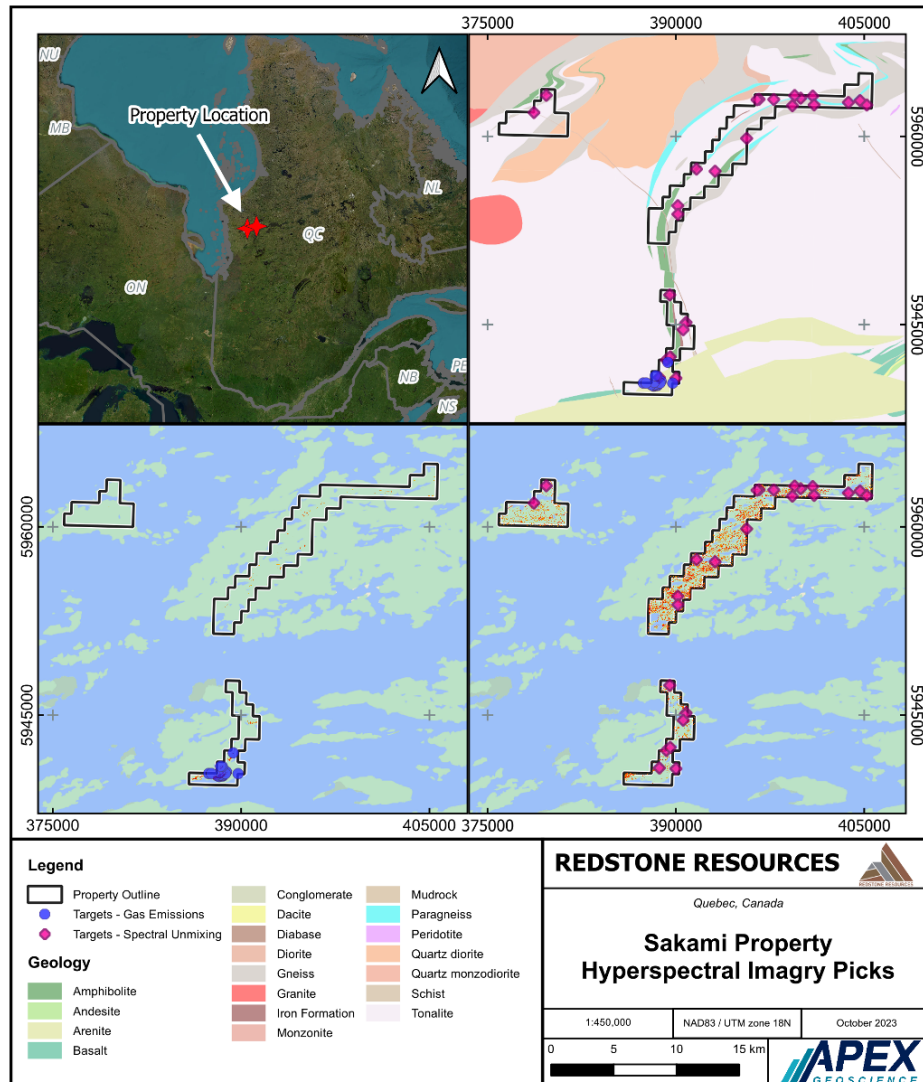 375000 390000 405000
NU
MB
Property Location
NL
QC
ON
NB
NS
5960000
5945000
5960000
5945000
5960000
5945000
375000 390000 405000
375000 390000 405000
Legend
Property Outline
Targets - Gas Emissions
Targets - Spectral Unmixing
Geology
Amphibolite
Andesite
Arenite
Basalt
Conglomerate
Dacite
Diabase
Diorite
Gneiss
Granite
Iron Formation
Monzonite
Mudrock
Paragneiss
Peridotite
Quartz diorite
Quartz monzodiorite
Schist
Tonalite
REDSTONE RESOURCES
REDSTONE RESOURCES
Quebec, Canada
Sakami Property
Hyperspectral Imagry Picks
1:450,000 NAD83 / UTM zone 18N October 2023
0 5 10 15 km
APEX
GEOSCIENCE